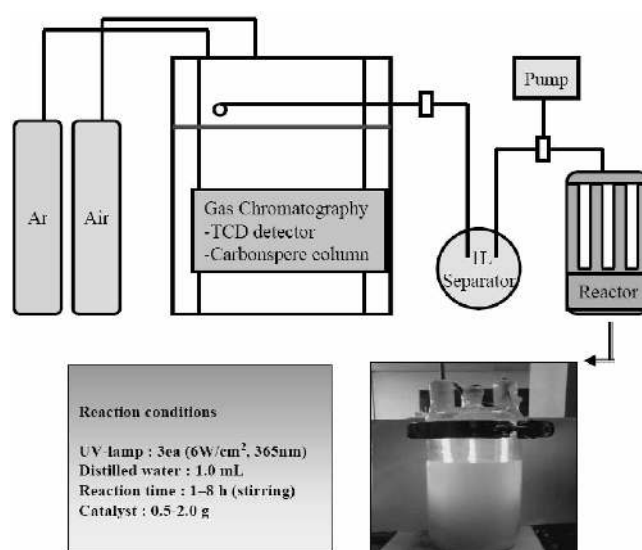 Pump
Ar
Air
Gas Chromatography
-TCD detector
-Carbonspere column
1L
Separator
Reactor
Reaction conditions
UV-lamp : 3ea (6W/cm², 365nm)
Distilled water : 1.0 mL
Reaction time : 1–8 h (stirring)
Catalyst : 0.5-2.0 g